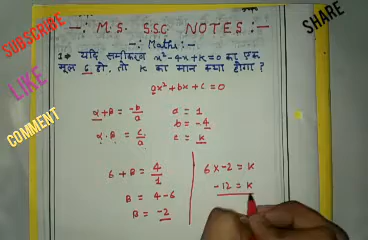 -: M.S. SSC NOTES :-
-: Maths :-
SUBSCRIBE
SHARE
LIKE
COMMENT
1. यदि समीकरण x²-4x+k=0 का एक
मूल 6 हो, तो k का मान क्या होगा ?
ax²+bx+c=0
α+B = -b/a
α.B = c/a
a = 1
b = -4
c = k
6+B = 4/1
B = 4-6
B = -2
6 x -2 = k
-12 = k